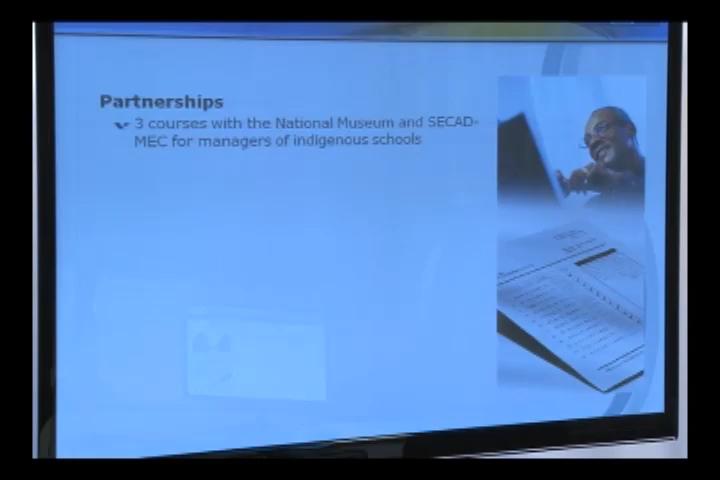 Partnerships
3 courses with the National Museum and SECAD-
MEC for managers of indigenous schools